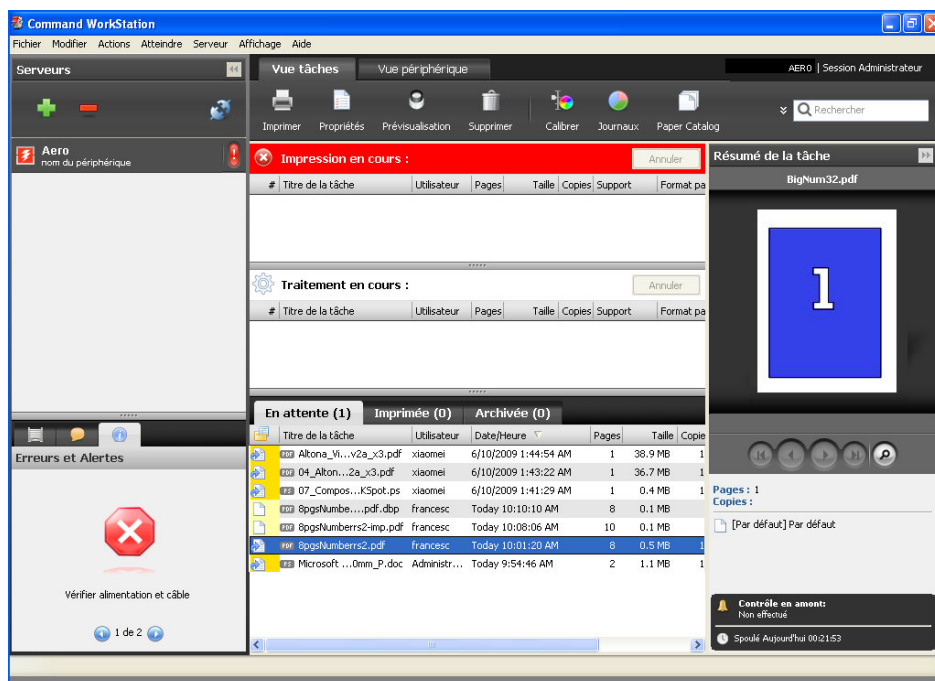 Command WorkStation
Fichier Modifier Actions Atteindre Serveur Affichage Aide
Serveurs
Vue tâches Vue périphérique
AERO | Session Administrateur
Imprimer Propriétés Prévisualisation Supprimer Calibrer Journaux Paper Catalog
Rechercher
Aero
nom du périphérique
Impression en cours : Annuler
# Titre de la tâche Utilisateur Pages Taille Copies Support Format pa
Traitement en cours : Annuler
# Titre de la tâche Utilisateur Pages Taille Copies Support Format pa
En attente (1) Imprimée (0) Archivée (0)
Titre de la tâche Utilisateur Date/Heure Pages Taille Copie
PDF Altona_Vi...v2a_x3.pdf xiaomei 6/10/2009 1:44:54 AM 1 38.9 MB 1
PDF 04_Alton...2a_x3.pdf xiaomei 6/10/2009 1:43:22 AM 1 36.7 MB 1
PS 07_Compos...KSpot.ps xiaomei 6/10/2009 1:41:29 AM 1 0.4 MB 1
PDF 8pgsNumbe....pdf.dbp francesc Today 10:10:10 AM 8 0.1 MB
PDF 8pgsNumberrs2-imp.pdf francesc Today 10:08:06 AM 10 0.1 MB
PDF 8pgsNumberrs2.pdf francesc Today 10:01:20 AM 8 0.5 MB 1
PS Microsoft ...0mm_P.doc Administr... Today 9:54:46 AM 2 1.1 MB 1
Erreurs et Alertes
Vérifier alimentation et câble
1 de 2
Résumé de la tâche
BigNum32.pdf
1
Pages : 1
Copies :
[Par défaut] Par défaut
Contrôle en amont:
Non effectué
Spoulé Aujourd'hui 00:21:53